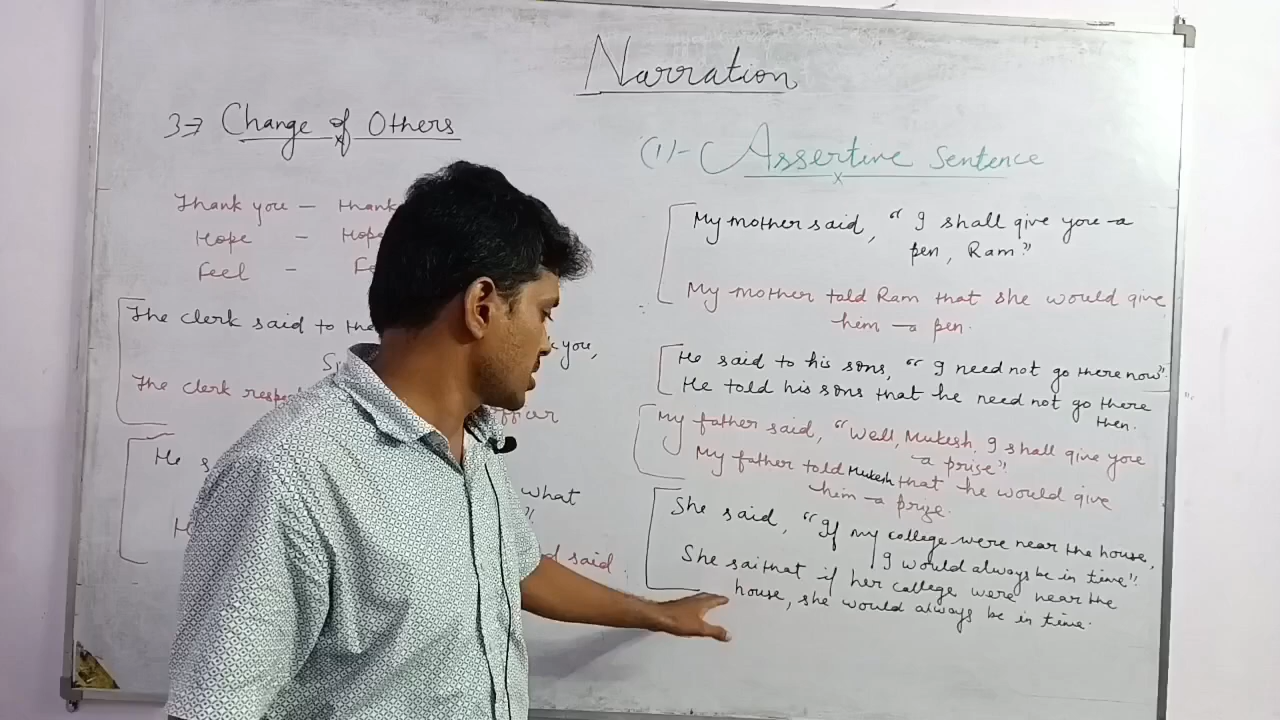 Narration
3⇒ Change of Others
Thank you — thank
Hope —
Feel —
The clerk said to the
you,
The clerk
He
what
said.
(1)- Assertive Sentence
My mother said, "I shall give you a
pen, Ram."
My mother told Ram that she would give
him a pen.
He said to his sons, "I need not go there now."
He told his sons that he need not go there
then.
My father said, "Well, Mukesh, I shall give you
a prize".
My father told Mukesh that he would give
him a prize.
She said, "If my college were near the house,
I would always be in time".
She saithat if her college were near the
house, she would always be in time.